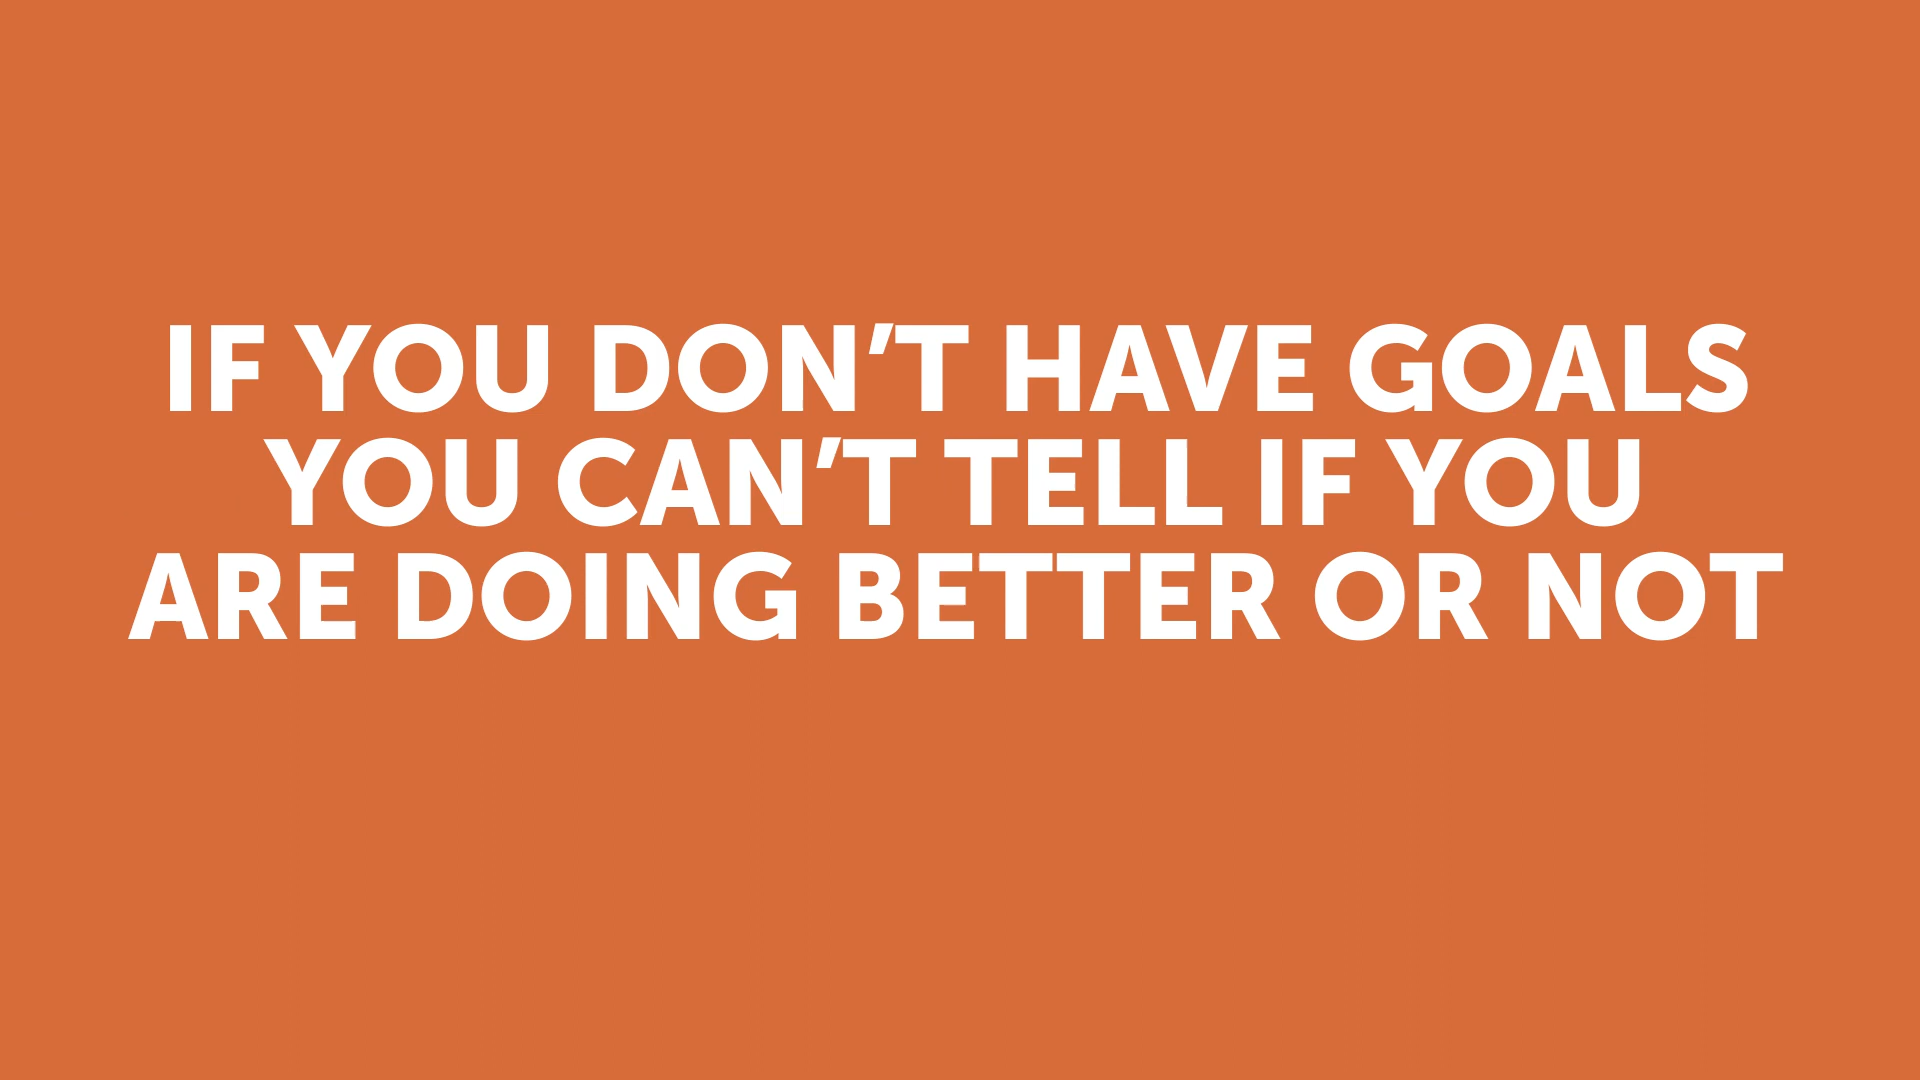 IF YOU DON'T HAVE GOALS
YOU CAN'T TELL IF YOU
ARE DOING BETTER OR NOT